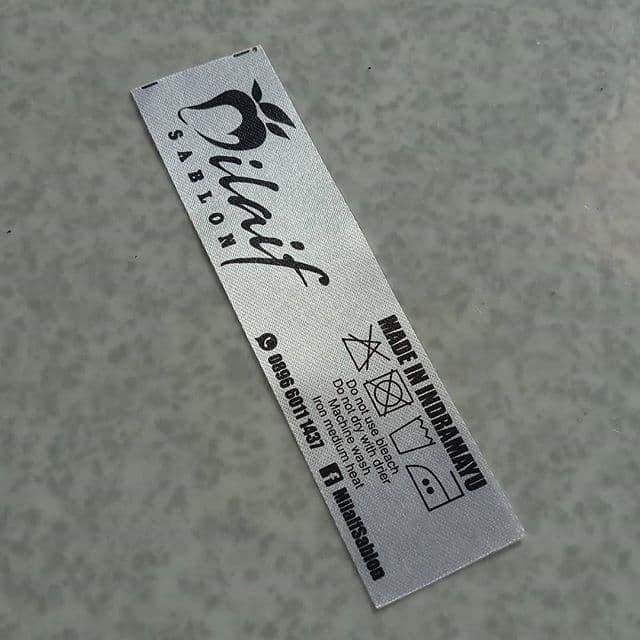 Milaif
SABLON
MADE IN INDRAMAYU
Do not use bleach
Do not dry with drier
Machine wash
Iron medium heat
0896 6011 1437
MilaifSablon